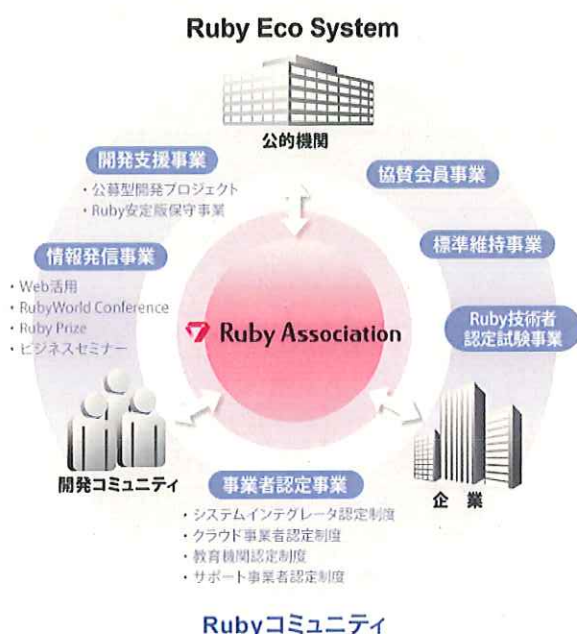 Ruby Eco System
公的機関
開発支援事業
・公募型開発プロジェクト
・Ruby安定版保守事業
協賛会員事業
標準維持事業
Ruby技術者
認定試験事業
情報発信事業
・Web活用
・RubyWorld Conference
・Ruby Prize
・ビジネスセミナー
Ruby Association
開発コミュニティ
企 業
事業者認定事業
・システムインテグレータ認定制度
・クラウド事業者認定制度
・教育機関認定制度
・サポート事業者認定制度
Rubyコミュニティ